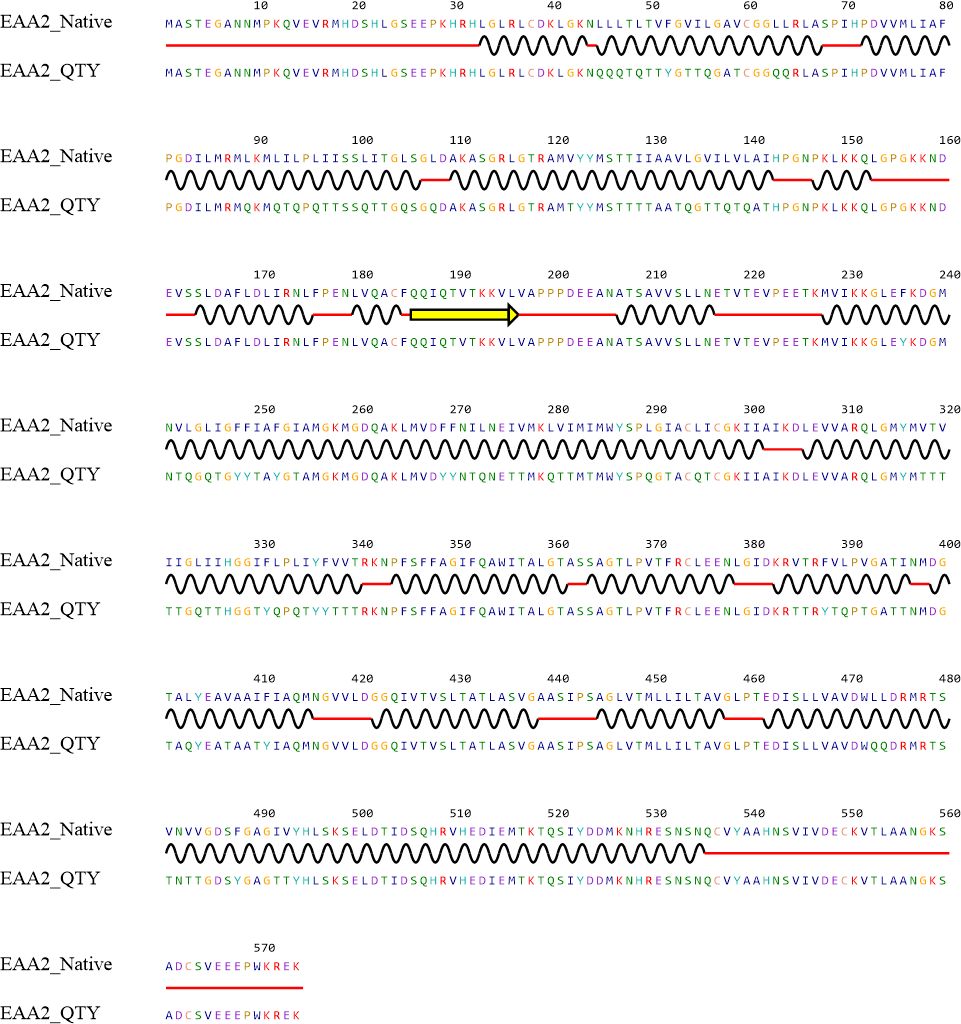 10 20 30 40 50 60 70 80
EAA2_Native MASTEGANNMPKQVEVRMHDSHLGSEEPKHRHLGLRLCDKLGKNLLLTLTVFGVILGAVCGGLLRLASPIHPDVVMLIAF
EAA2_QTY MASTEGANNMPKQVEVRMHDSHLGSEEPKHRHLGLRLCDKLGKNQQQTQTTYGTTQGATCGGQQRLASPIHPDVVMLIAF
90 100 110 120 130 140 150 160
EAA2_Native PGDILMRMLKMLILPLIISSLITGLSGLDAKASGRLGTRAMVYYMSTTIIAAVLGVILVLAIHPGNPKLKKQLGPGKKND
EAA2_QTY PGDILMRMQKMQTQPQTTSSQTTGQSGQDAKASGRLGTRAMTYYMSTTTTAATQGTTQTQATHPGNPKLKKQLGPGKKND
170 180 190 200 210 220 230 240
EAA2_Native EVSSLDAFLDLIRNLFPENLVQACFQQIQTVTKKVLVAPPPDEEANATSAVVSLLNETVTEVPEETKMVIKKGLEFKDGM
EAA2_QTY EVSSLDAFLDLIRNLFPENLVQACFQQIQTVTKKVLVAPPPDEEANATSAVVSLLNETVTEVPEETKMVIKKGLEYKDGM
250 260 270 280 290 300 310 320
EAA2_Native NVLGLIGFFIAFGIAMGKMGDQAKLMVDFFNILNEIVMKLVIMIMWYSPLGIACLICGKIIAIKDLEVVARQLGMYMVTV
EAA2_QTY NTQGQTGYYTAYGTAMGKMGDQAKLMVDYYNTQNETTMKQTTMTMWYSPQGTACQTCGKIIAIKDLEVVARQLGMYMTTT
330 340 350 360 370 380 390 400
EAA2_Native IIGLIIHGGIFLPLIYFVVTRKNPFSFFAGIFQAWITALGTASSAGTLPVTFRCLEENLGIDKRVTRFVLPVGATINMDG
EAA2_QTY TTGQTTHGGTYQPQTYYTTTRKNPFSFFAGIFQAWITALGTASSAGTLPVTFRCLEENLGIDKRTTRYTQPTGATTNMDG
410 420 430 440 450 460 470 480
EAA2_Native TALYEAVAAIFIAQMNGVVLDGGQIVTVSLTATLASVGAASIPSAGLVTMLLILTAVGLPTEDISLLVAVDWLLDRMRTS
EAA2_QTY TAQYEATAATYIAQMNGVVLDGGQIVTVSLTATLASVGAASIPSAGLVTMLLILTAVGLPTEDISLLVAVDWQQDRMRTS
490 500 510 520 530 540 550 560
EAA2_Native VNVVGDSFGAGIVYHLSKSELDTIDSQHRVHEDIEMTKTQSIYDDMKNHRESNSNQCVYAAHNSVIVDECKVTLAANGKS
EAA2_QTY TNTTGDSYGAGTTYHLSKSELDTIDSQHRVHEDIEMTKTQSIYDDMKNHRESNSNQCVYAAHNSVIVDECKVTLAANGKS
570
EAA2_Native ADCSVEEEPWKREK
EAA2_QTY ADCSVEEEPWKREK